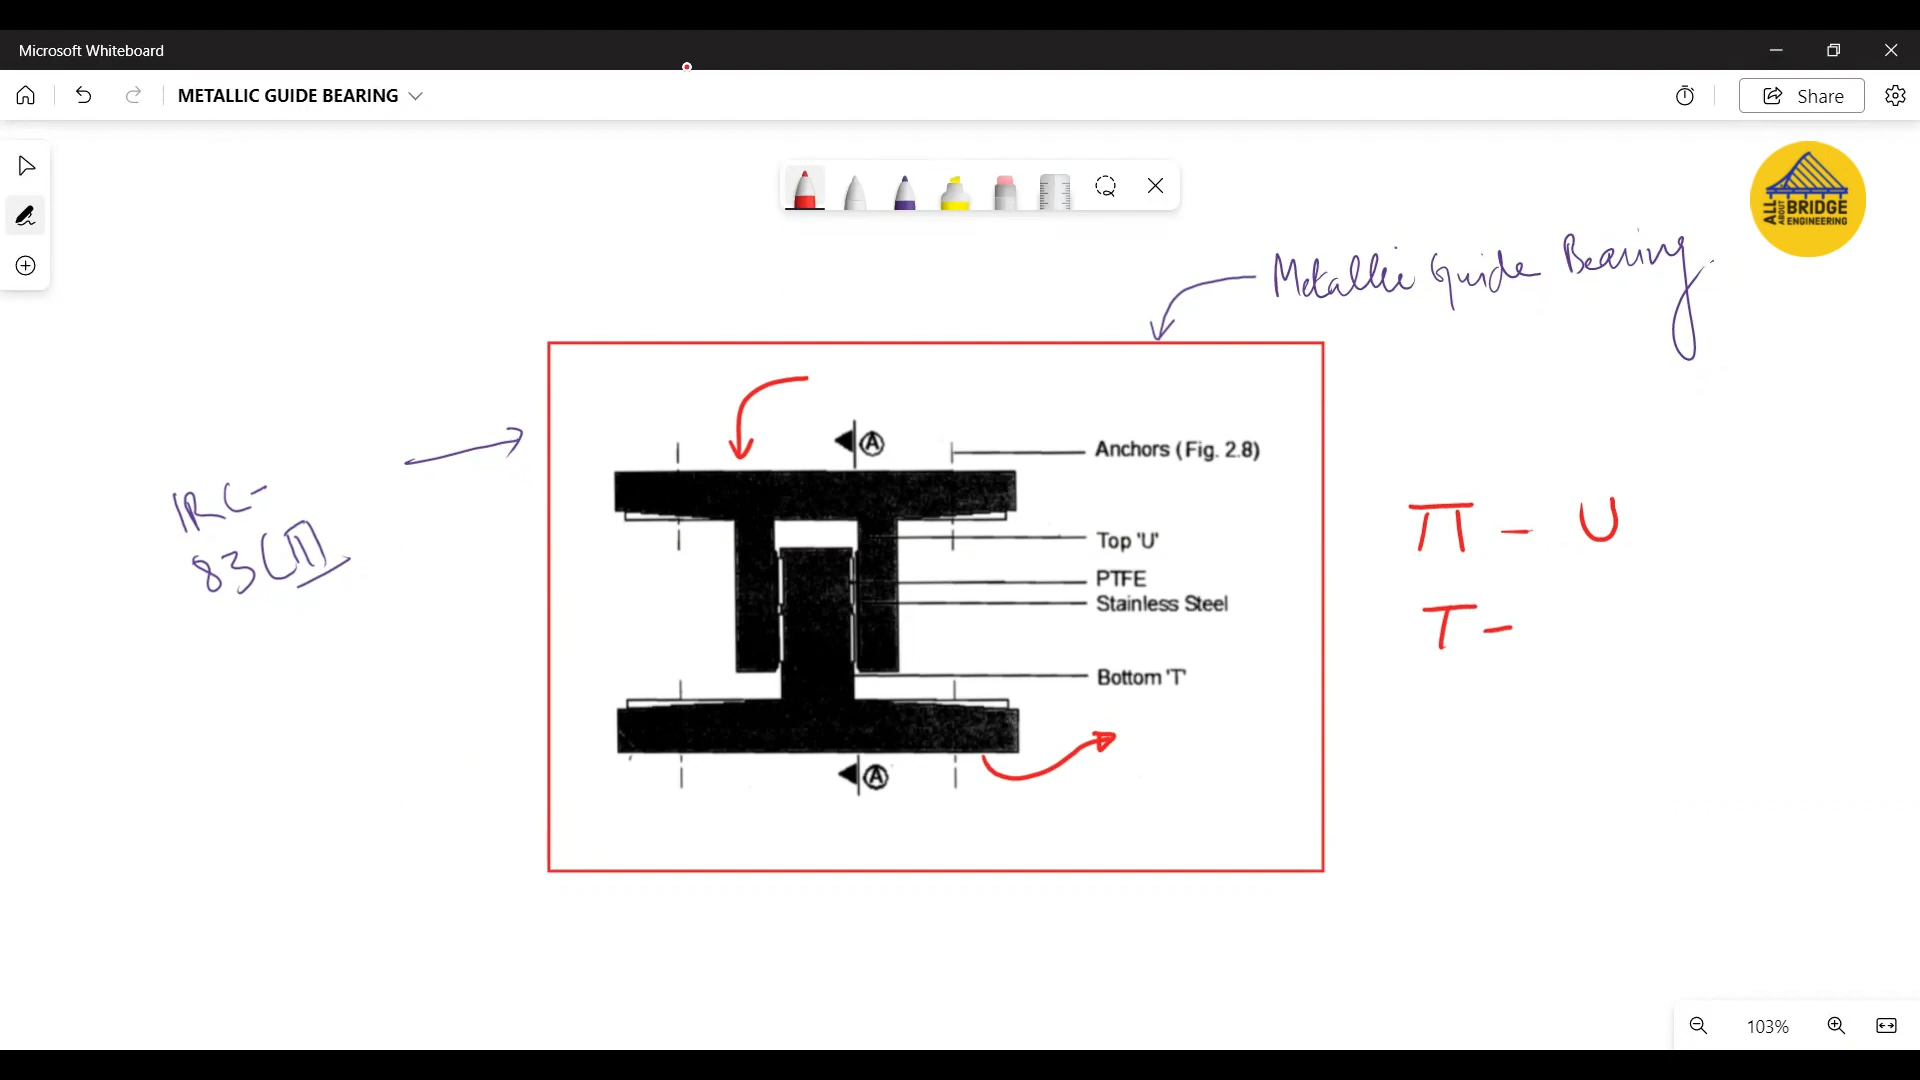 Microsoft Whiteboard
METALLIC GUIDE BEARING
Share
ALL ABOUT BRIDGE ENGINEERING
Metallic Guide Bearing
A
Anchors (Fig. 2.8)
IRC-
83(II)
Top 'U'
PTFE
Stainless Steel
Bottom 'T'
A
π - U
T -
103%